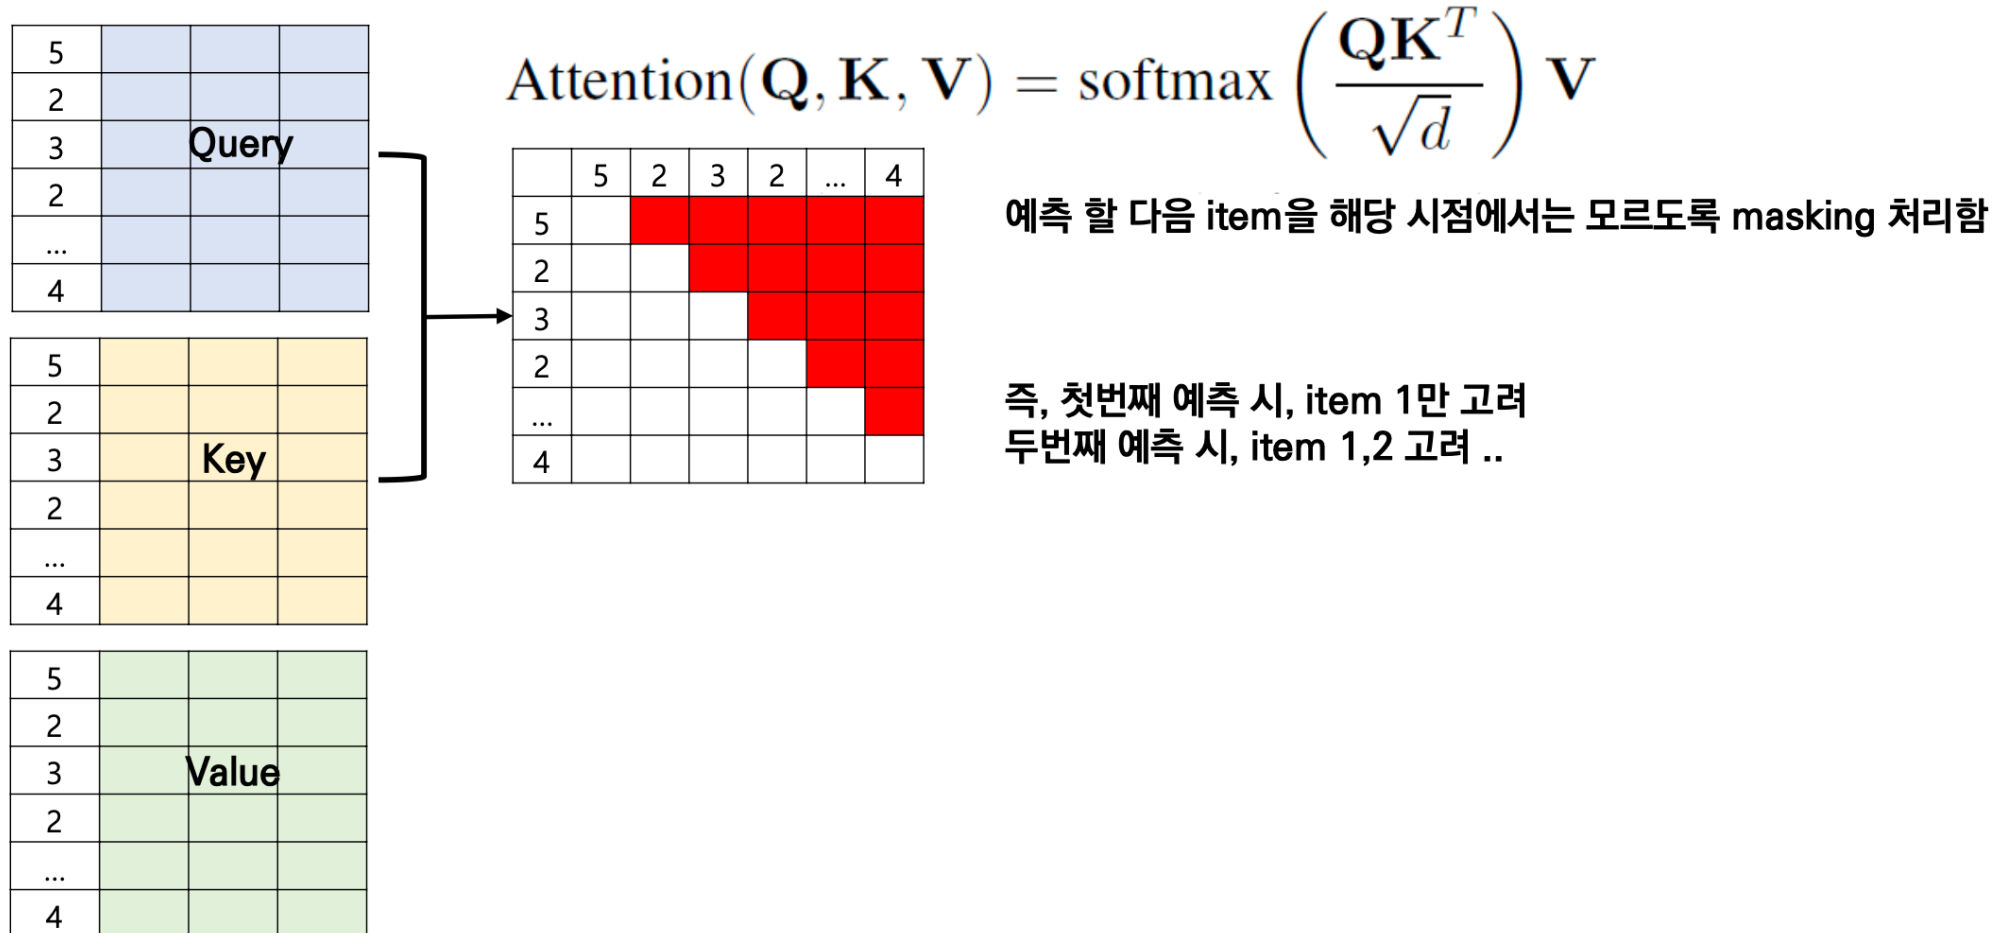 5
2
3 Query
2
...
4
5
2
3 Key
2
...
4
5
2
3 Value
2
...
4
Attention(Q, K, V) = softmax (QK^T / √d) V
5 2 3 2 ... 4
5
2
3
2
...
4
예측 할 다음 item을 해당 시점에서는 모르도록 masking 처리함
즉, 첫번째 예측 시, item 1만 고려
두번째 예측 시, item 1,2 고려 ..